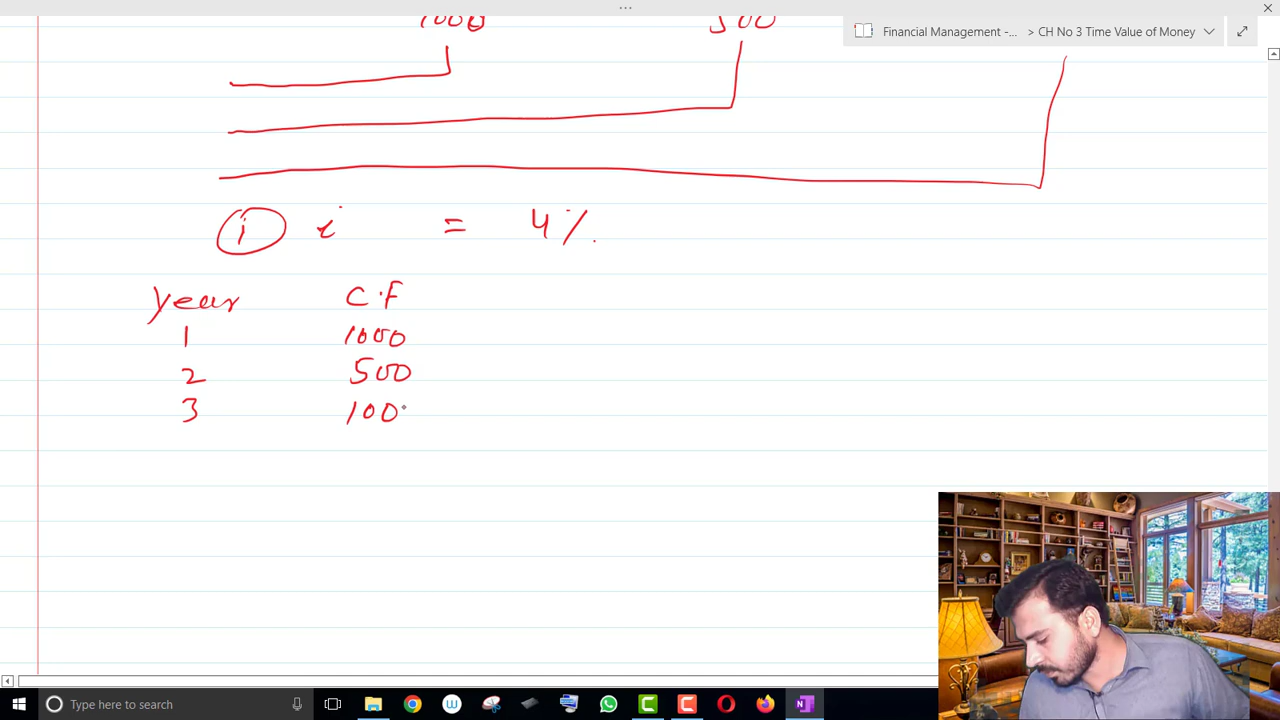 Financial Management -... > CH No 3 Time Value of Money
1000 500
i i = 4%.
year C.F
1 1000
2 500
3 100
Type here to search